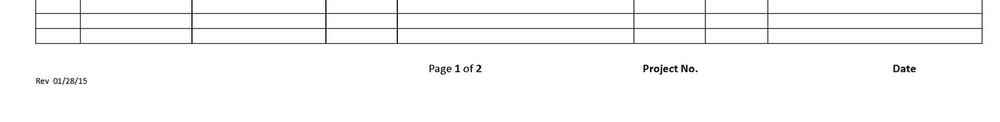 Page 1 of 2 Project No. Date
Rev 01/28/15